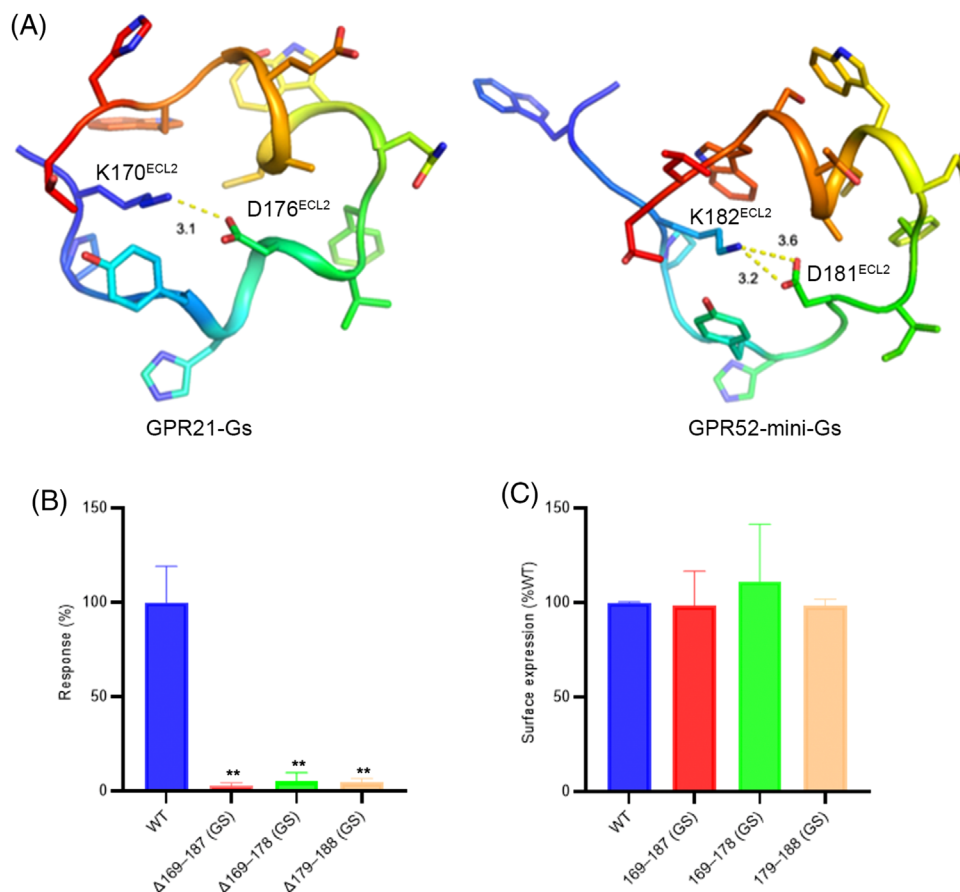 (A)
K170ECL2
D176ECL2
3.1
GPR21-Gs
K182ECL2
3.6
3.2
D181ECL2
GPR52-mini-Gs
(B)
Response (%)
150
100
50
0
**
**
**
WT
Δ169–187 (GS)
Δ169–178 (GS)
Δ179–188 (GS)
(C)
Surface expression (%WT)
150
100
50
0
WT
169–187 (GS)
169–178 (GS)
179–188 (GS)